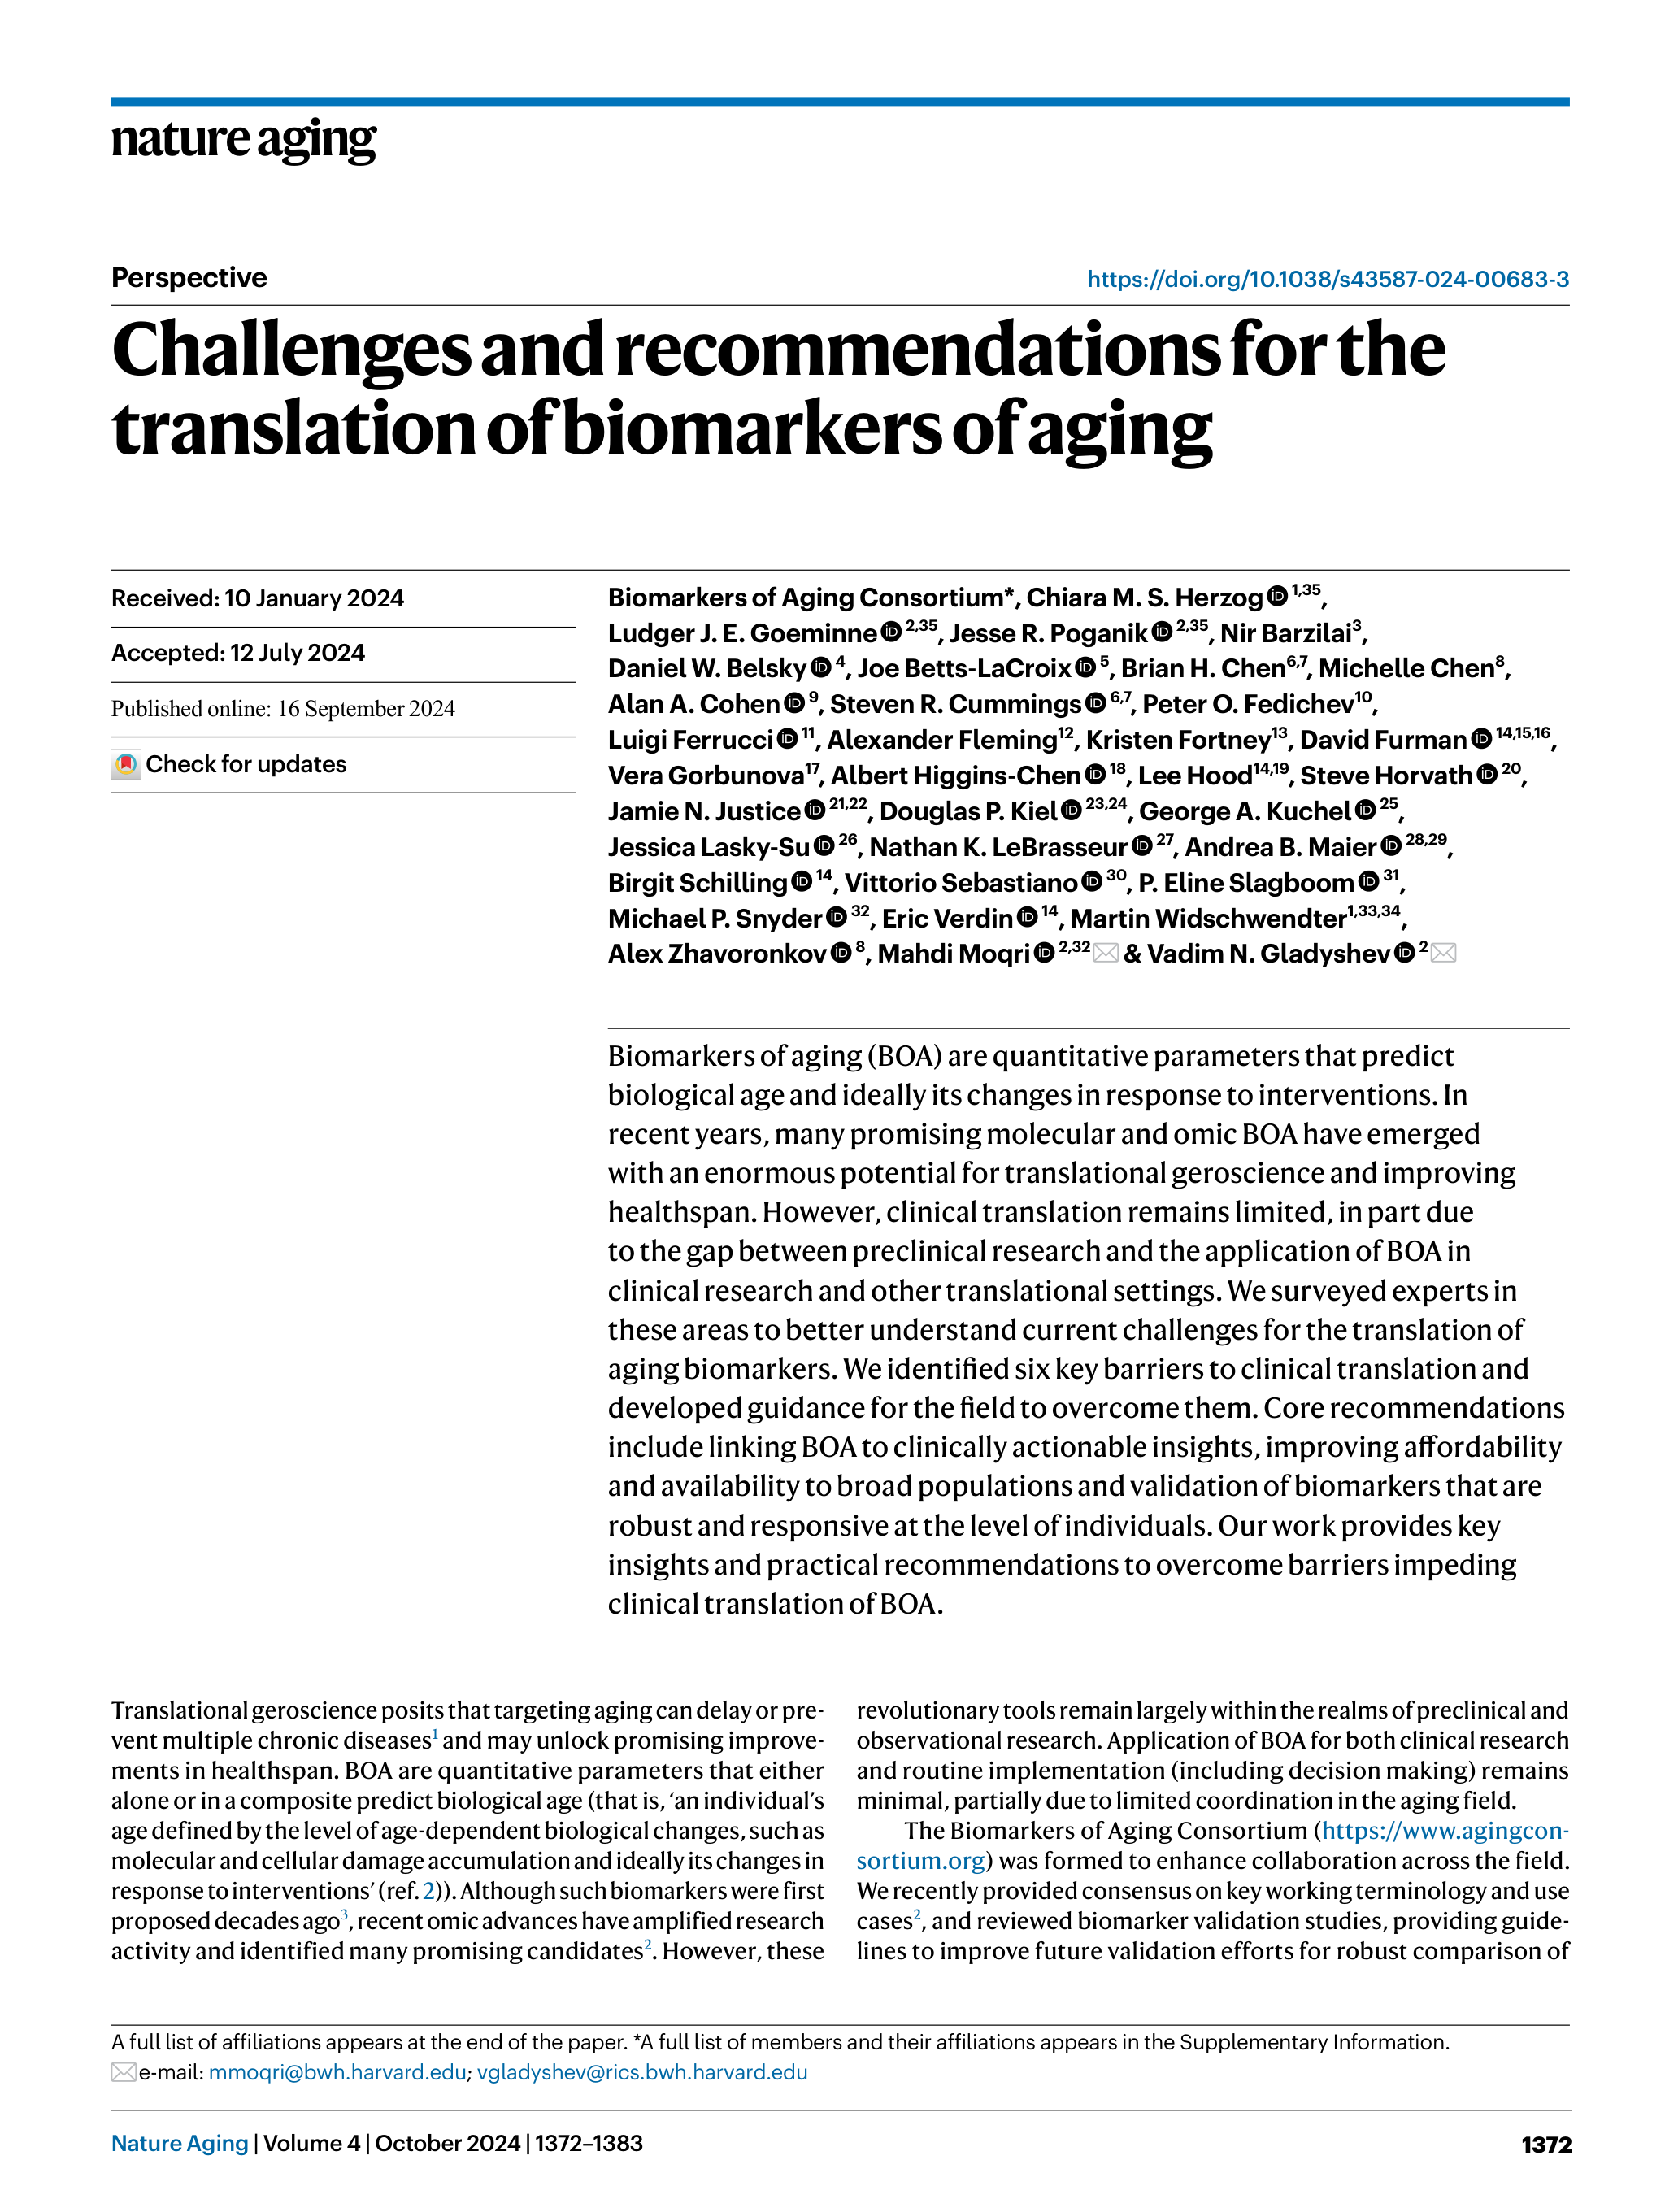 nature aging
Perspective
https://doi.org/10.1038/s43587-024-00683-3
Challenges and recommendations for the
translation of biomarkers of aging
Received: 10 January 2024
Accepted: 12 July 2024
Published online: 16 September 2024
Check for updates
Biomarkers of Aging Consortium*, Chiara M. S. Herzog iD 1,35,
Ludger J. E. Goeminne iD 2,35, Jesse R. Poganik iD 2,35, Nir Barzilai3,
Daniel W. Belsky iD 4, Joe Betts-LaCroix iD 5, Brian H. Chen6,7, Michelle Chen8,
Alan A. Cohen iD 9, Steven R. Cummings iD 6,7, Peter O. Fedichev10,
Luigi Ferrucci iD 11, Alexander Fleming12, Kristen Fortney13, David Furman iD 14,15,16,
Vera Gorbunova17, Albert Higgins-Chen iD 18, Lee Hood14,19, Steve Horvath iD 20,
Jamie N. Justice iD 21,22, Douglas P. Kiel iD 23,24, George A. Kuchel iD 25,
Jessica Lasky-Su iD 26, Nathan K. LeBrasseur iD 27, Andrea B. Maier iD 28,29,
Birgit Schilling iD 14, Vittorio Sebastiano iD 30, P. Eline Slagboom iD 31,
Michael P. Snyder iD 32, Eric Verdin iD 14, Martin Widschwendter1,33,34,
Alex Zhavoronkov iD 8, Mahdi Moqri iD 2,32 & Vadim N. Gladyshev iD 2
Biomarkers of aging (BOA) are quantitative parameters that predict
biological age and ideally its changes in response to interventions. In
recent years, many promising molecular and omic BOA have emerged
with an enormous potential for translational geroscience and improving
healthspan. However, clinical translation remains limited, in part due
to the gap between preclinical research and the application of BOA in
clinical research and other translational settings. We surveyed experts in
these areas to better understand current challenges for the translation of
aging biomarkers. We identified six key barriers to clinical translation and
developed guidance for the field to overcome them. Core recommendations
include linking BOA to clinically actionable insights, improving affordability
and availability to broad populations and validation of biomarkers that are
robust and responsive at the level of individuals. Our work provides key
insights and practical recommendations to overcome barriers impeding
clinical translation of BOA.
Translational geroscience posits that targeting aging can delay or pre-
vent multiple chronic diseases1 and may unlock promising improve-
ments in healthspan. BOA are quantitative parameters that either
alone or in a composite predict biological age (that is, ‘an individual’s
age defined by the level of age-dependent biological changes, such as
molecular and cellular damage accumulation and ideally its changes in
response to interventions’ (ref. 2)). Although such biomarkers were first
proposed decades ago3, recent omic advances have amplified research
activity and identified many promising candidates2. However, these
revolutionary tools remain largely within the realms of preclinical and
observational research. Application of BOA for both clinical research
and routine implementation (including decision making) remains
minimal, partially due to limited coordination in the aging field.
The Biomarkers of Aging Consortium (https://www.agingcon-
sortium.org) was formed to enhance collaboration across the field.
We recently provided consensus on key working terminology and use
cases2, and reviewed biomarker validation studies, providing guide-
lines to improve future validation efforts for robust comparison of
A full list of affiliations appears at the end of the paper. *A full list of members and their affiliations appears in the Supplementary Information.
e-mail: mmoqri@bwh.harvard.edu; vgladyshev@rics.bwh.harvard.edu
Nature Aging | Volume 4 | October 2024 | 1372–1383
1372